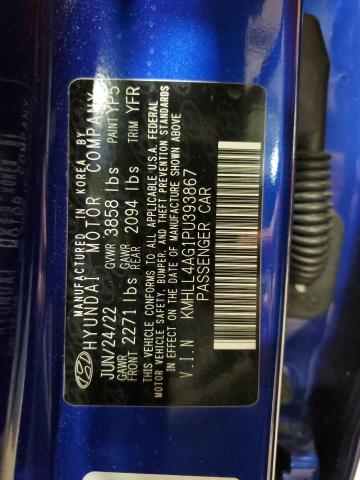 MANUFACTURED IN KOREA BY
HYUNDAI MOTOR COMPANY
JUN/24/22 GVWR 3858 lbs PAINT YP5
GAWR FRONT 2271 lbs GAWR REAR 2094 lbs TRIM YFR
THIS VEHICLE CONFORMS TO ALL APPLICABLE U.S.A. FEDERAL
MOTOR VEHICLE SAFETY, BUMPER, AND THEFT PREVENTION STANDARDS
IN EFFECT ON THE DATE OF MANUFACTURE SHOWN ABOVE
V.I.N KMHLL4AG1PU393867
PASSENGER CAR